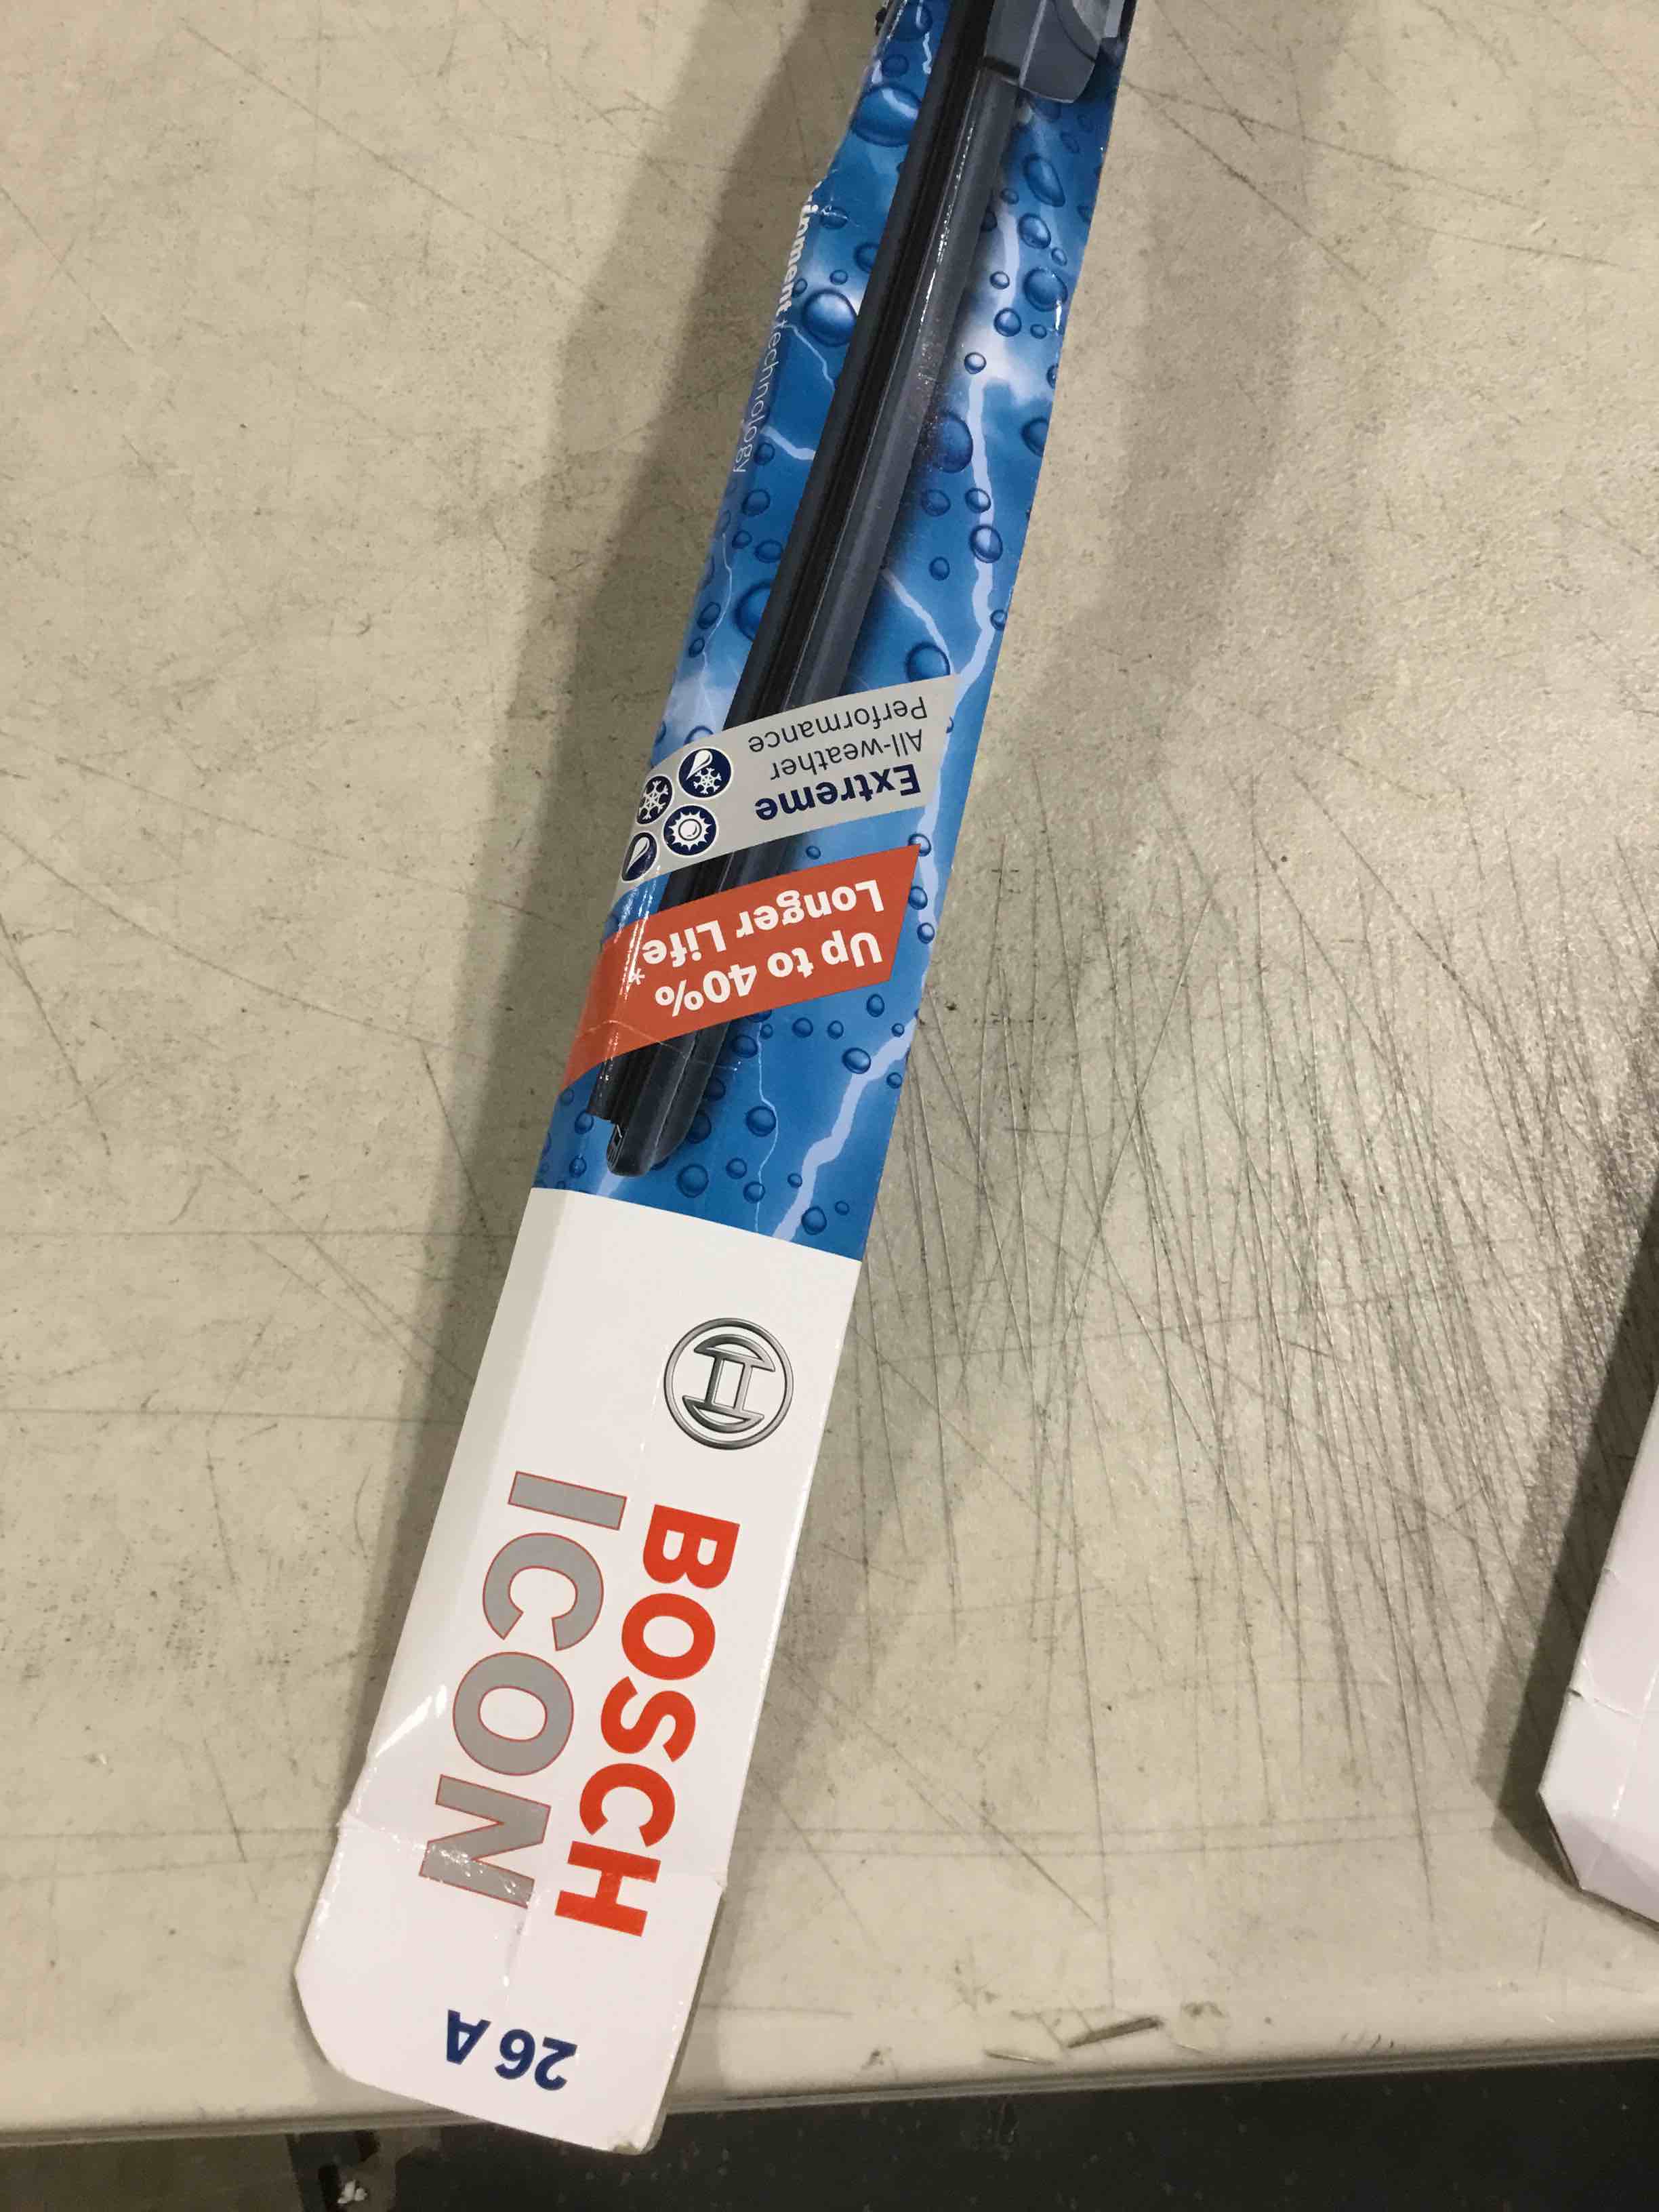 26 A
BOSCH
ICON
Up to 40%
Longer Life*
Extreme
All-weather
Performance
technology